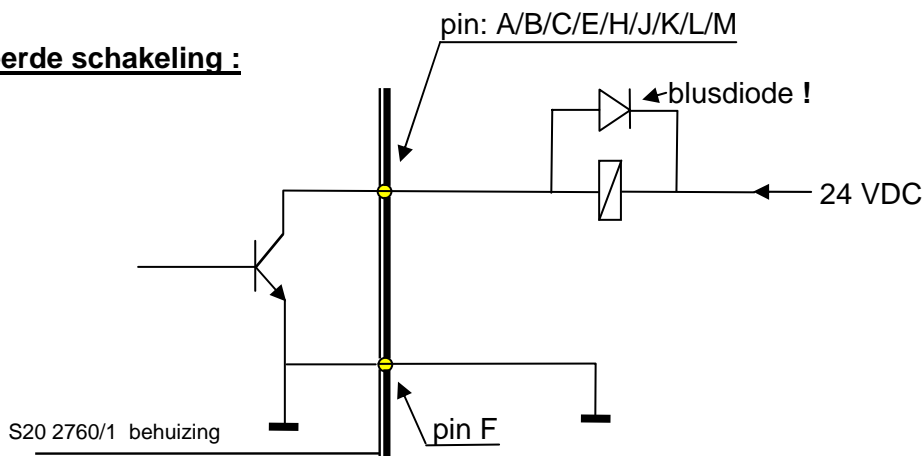 pin: A/B/C/E/H/J/K/L/M
erde schakeling :
blusdiode !
24 VDC
S20 2760/1 behuizing
pin F